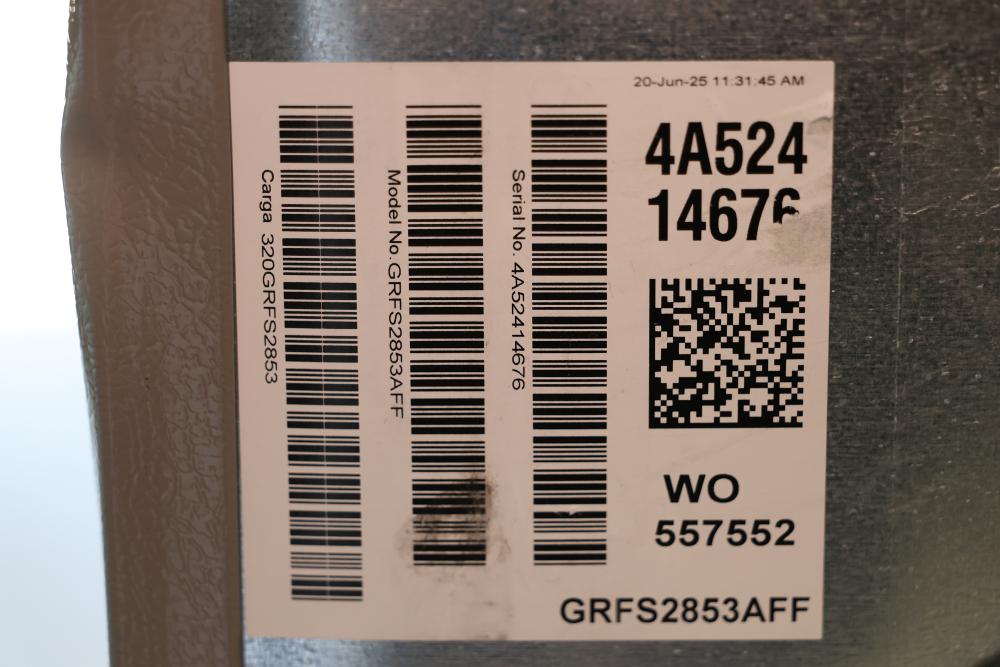 20-Jun-25 11:31:45 AM
4A524
14676
Serial No. 4A52414676
Model No. GRFS2853AFF
Carga 320GRFS2853
WO
557552
GRFS2853AFF